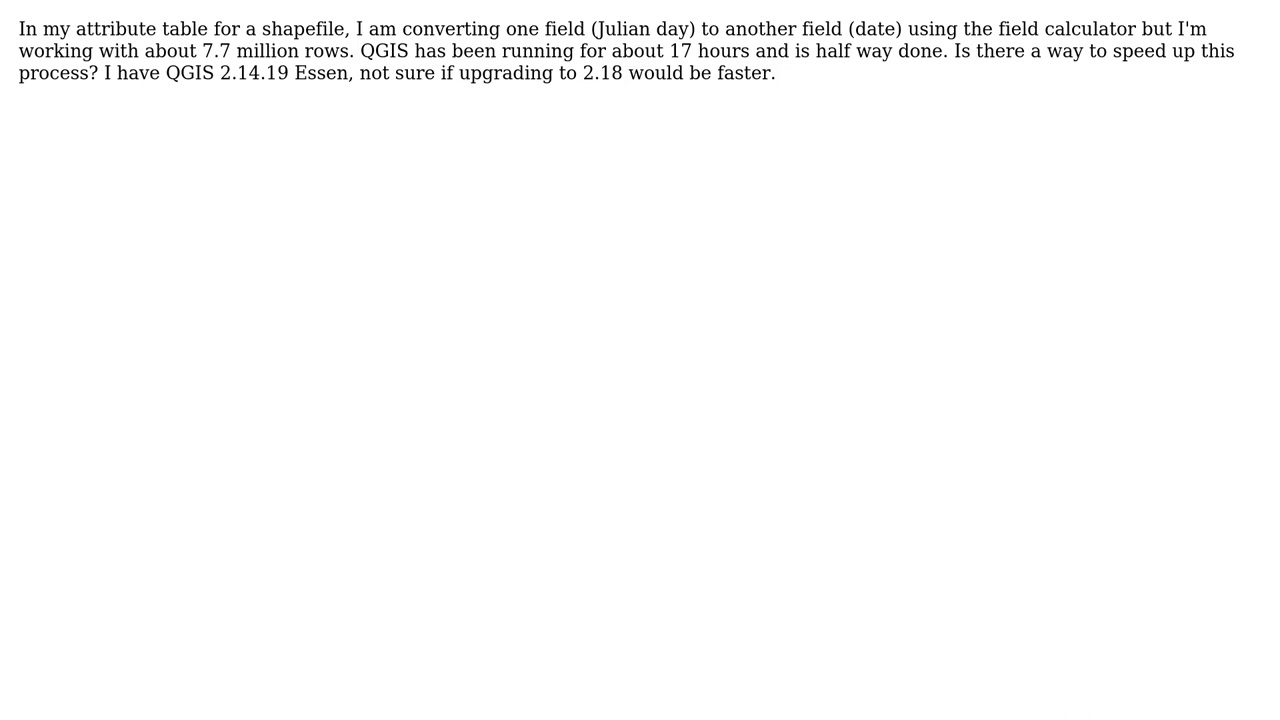 In my attribute table for a shapefile, I am converting one field (Julian day) to another field (date) using the field calculator but I'm
working with about 7.7 million rows. QGIS has been running for about 17 hours and is half way done. Is there a way to speed up this
process? I have QGIS 2.14.19 Essen, not sure if upgrading to 2.18 would be faster.